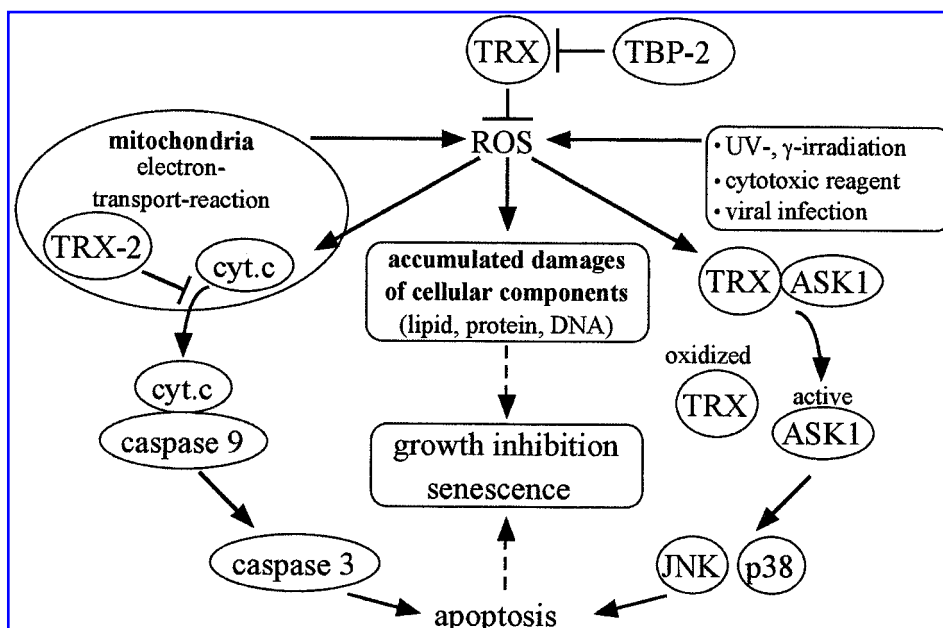 TRX
TBP-2
ROS
mitochondria
electron-
transport-reaction
TRX-2
cyt.c
• UV-, γ-irradiation
• cytotoxic reagent
• viral infection
accumulated damages
of cellular components
(lipid, protein, DNA)
TRX
ASK1
oxidized
TRX
active
ASK1
cyt.c
caspase 9
growth inhibition
senescence
caspase 3
JNK
p38
apoptosis